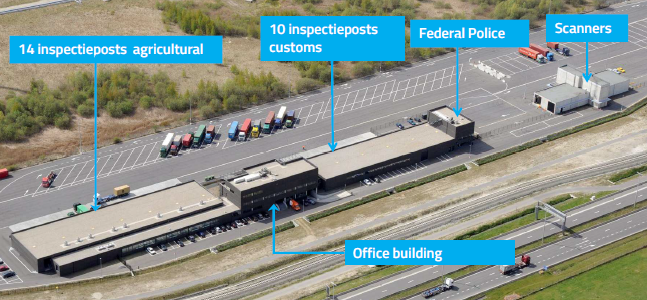 14 inspectieposts agricultural
10 inspectieposts
customs
Federal Police
Scanners
Office building